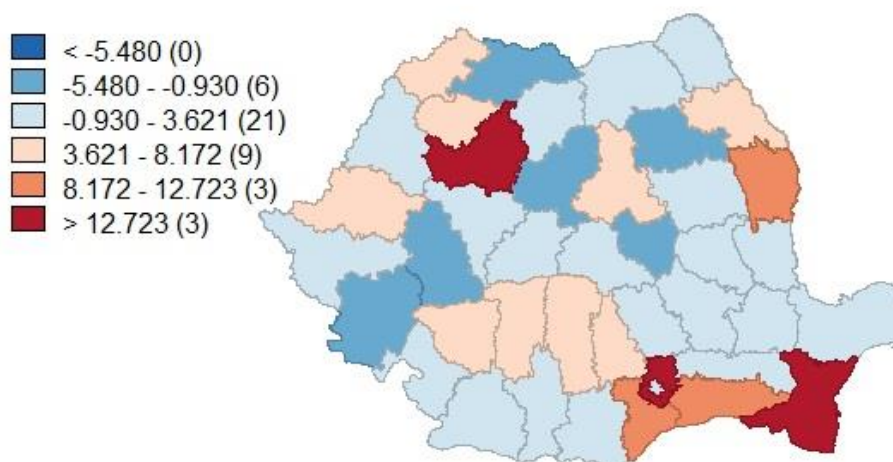 < -5.480 (0)
-5.480 - -0.930 (6)
-0.930 - 3.621 (21)
3.621 - 8.172 (9)
8.172 - 12.723 (3)
> 12.723 (3)